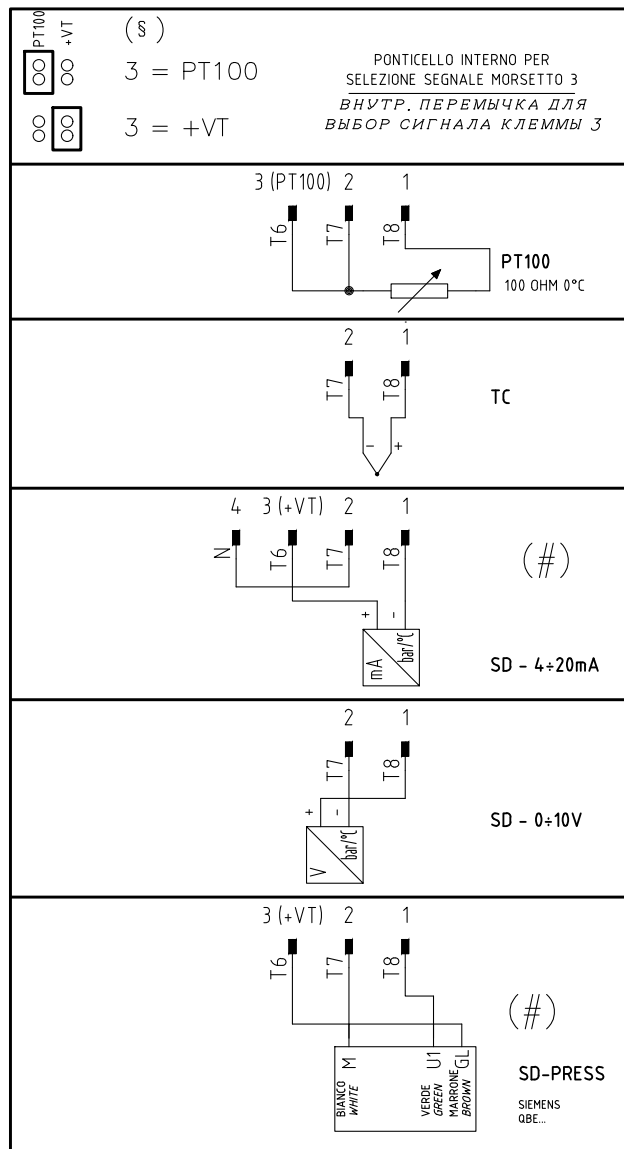 PT100
+VT
(§)
3 = PT100
3 = +VT
PONTICELLO INTERNO PER
SELEZIONE SEGNALE MORSETTO 3
ВНУТР. ПЕРЕМЫЧКА ДЛЯ
ВЫБОР СИГНАЛА КЛЕММЫ 3
3 (PT100) 2 1
T6 T7 T8
PT100
100 OHM 0°C
2 1
T7 T8
TC
- +
4 3 (+VT) 2 1
N T6 T7 T8
(#)
+ -
mA bar/°C
SD - 4÷20mA
2 1
T7 T8
+ -
V bar/°C
SD - 0÷10V
3 (+VT) 2 1
T6 T7 T8
(#)
M U1 GL
BIANCO VERDE MARRONE
WHITE GREEN BROWN
SD-PRESS
SIEMENS
QBE...